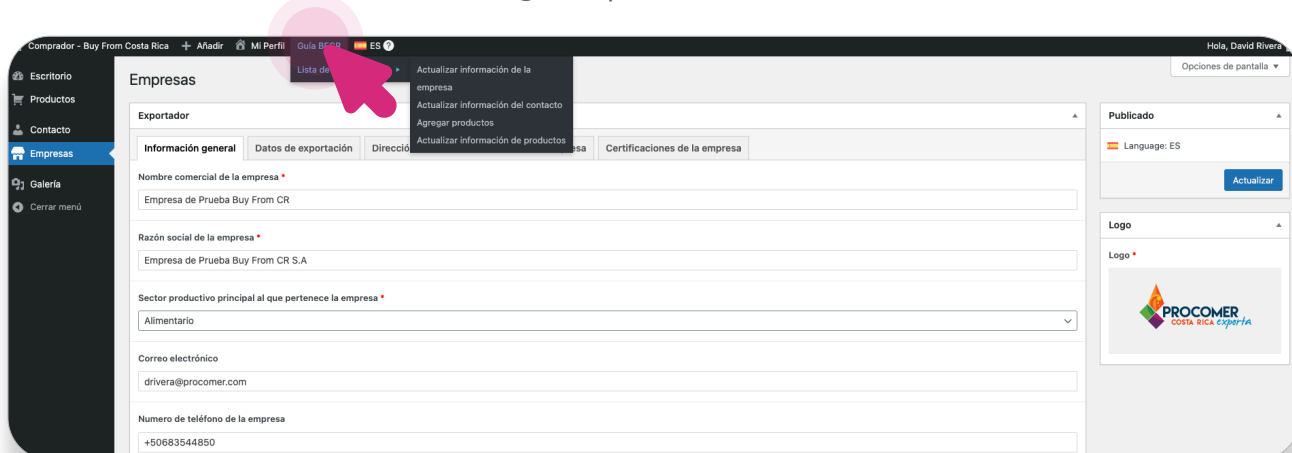 Comprador - Buy From Costa Rica
Añadir
Mi Perfil
Guía BFCR
ES
Hola, David Rivera
Opciones de pantalla
Escritorio
Productos
Contacto
Empresas
Galería
Cerrar menú
Lista de
Actualizar información de la
empresa
Actualizar información del contacto
Agregar productos
Actualizar información de productos
Empresas
Exportador
Información general
Datos de exportación
Certificaciones de la empresa
Nombre comercial de la empresa *
Empresa de Prueba Buy From CR
Razón social de la empresa *
Empresa de Prueba Buy From CR S.A
Sector productivo principal al que pertenece la empresa *
Alimentario
Correo electrónico
drivera@procomer.com
Numero de teléfono de la empresa
+50683544850
Publicado
Language: ES
Actualizar
Logo
Logo *
PROCOMER
COSTA RICA exporta